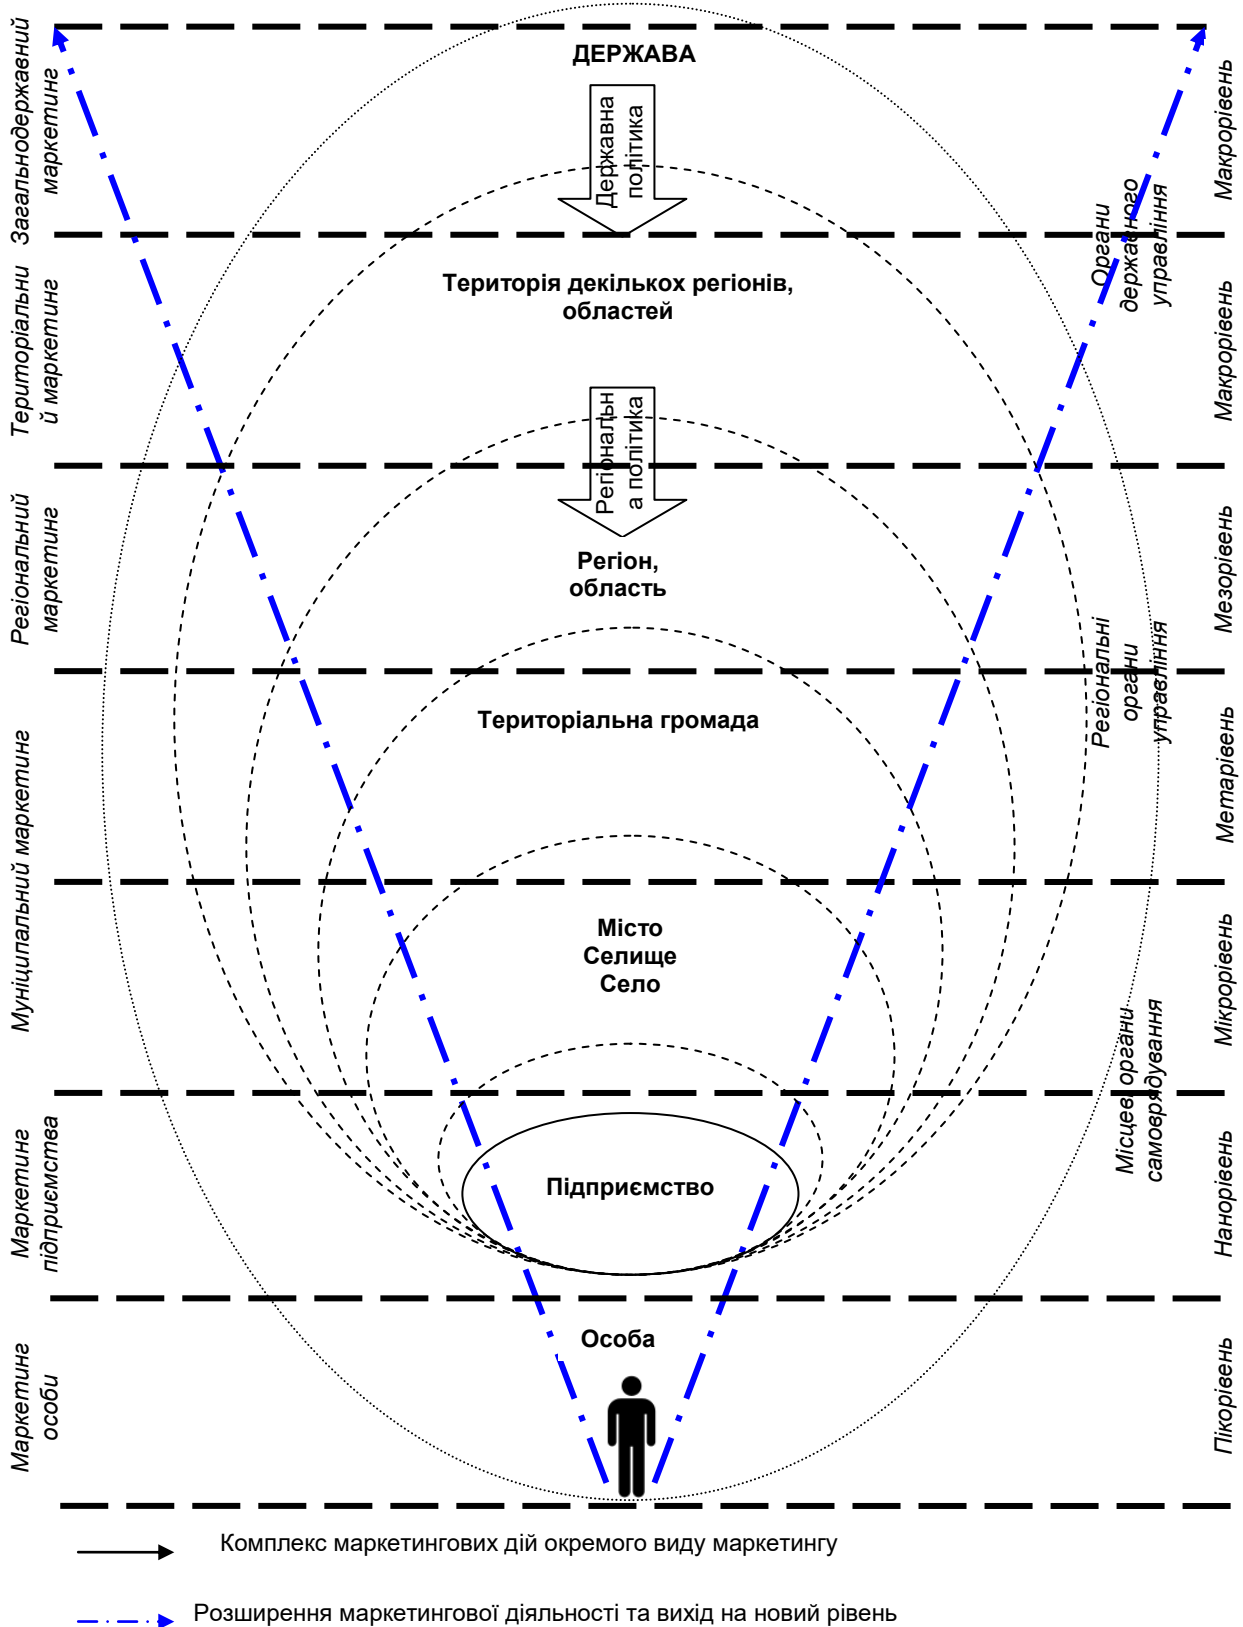 ДЕРЖАВА
Державна
політика
Загальнодержавний
маркетинг
Макрорівень
Органи
державного
управління
Територія декількох регіонів,
областей
Територіальни
й маркетинг
Макрорівень
Регіональн
а політика
Регіон,
область
Регіональний
маркетинг
Мезорівень
Регіональні
органи
управління
Територіальна громада
Муніципальний маркетинг
Метарівень
Місто
Селище
Село
Мікрорівень
Місцеві органи
самоврядування
Підприємство
Маркетинг
підприємства
Нанорівень
Особа
Маркетинг
особи
Пікорівень
Комплекс маркетингових дій окремого виду маркетингу
Розширення маркетингової діяльності та вихід на новий рівень